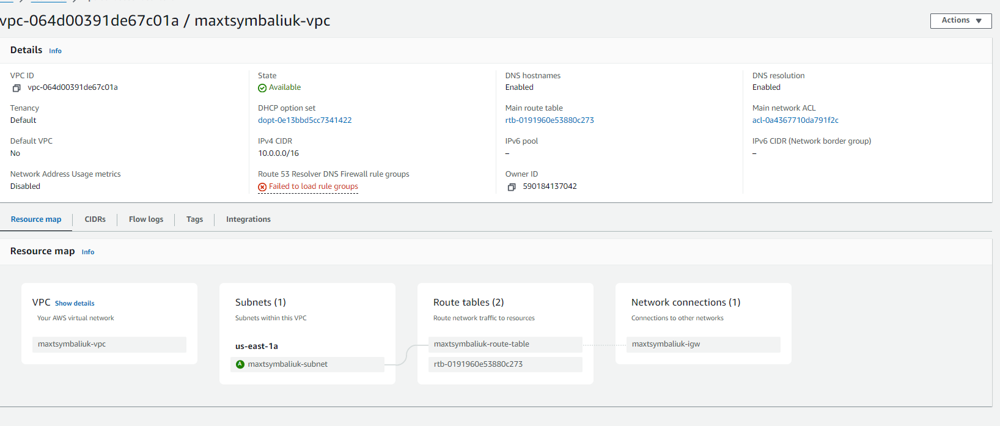 vpc-064d00391de67c01a / maxtsymbaliuk-vpc
Actions
Details Info
VPC ID
vpc-064d00391de67c01a
State
Available
DNS hostnames
Enabled
DNS resolution
Enabled
Tenancy
Default
DHCP option set
dopt-0e13bbd5cc7341422
Main route table
rtb-0191960e53880c273
Main network ACL
acl-0a4367710da791f2c
Default VPC
No
IPv4 CIDR
10.0.0.0/16
IPv6 pool
–
IPv6 CIDR (Network border group)
–
Network Address Usage metrics
Disabled
Route 53 Resolver DNS Firewall rule groups
Failed to load rule groups
Owner ID
590184137042
Resource map
CIDRs
Flow logs
Tags
Integrations
Resource map Info
VPC Show details
Your AWS virtual network
maxtsymbaliuk-vpc
Subnets (1)
Subnets within this VPC
us-east-1a
A maxtsymbaliuk-subnet
Route tables (2)
Route network traffic to resources
maxtsymbaliuk-route-table
rtb-0191960e53880c273
Network connections (1)
Connections to other networks
maxtsymbaliuk-igw